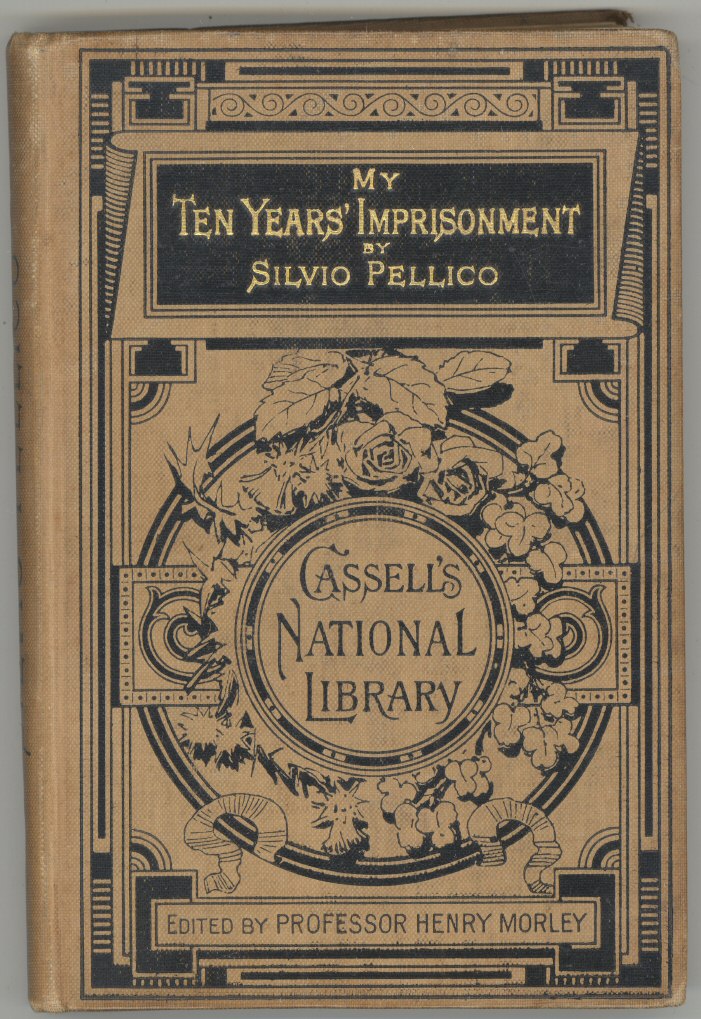 MY
TEN YEARS' IMPRISONMENT
BY
SILVIO PELLICO
CASSELL'S
NATIONAL
LIBRARY
EDITED BY PROFESSOR HENRY MORLEY